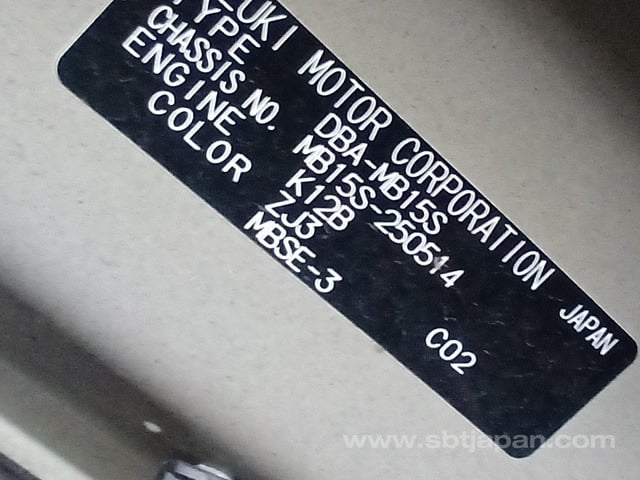 UKI MOTOR CORPORATION JAPAN
TYPE DBA-MB15S
CHASSIS NO. MB15S-250514
ENGINE K12B
COLOR ZJ3
MBSE-3 C02
www.sbtjapan.com